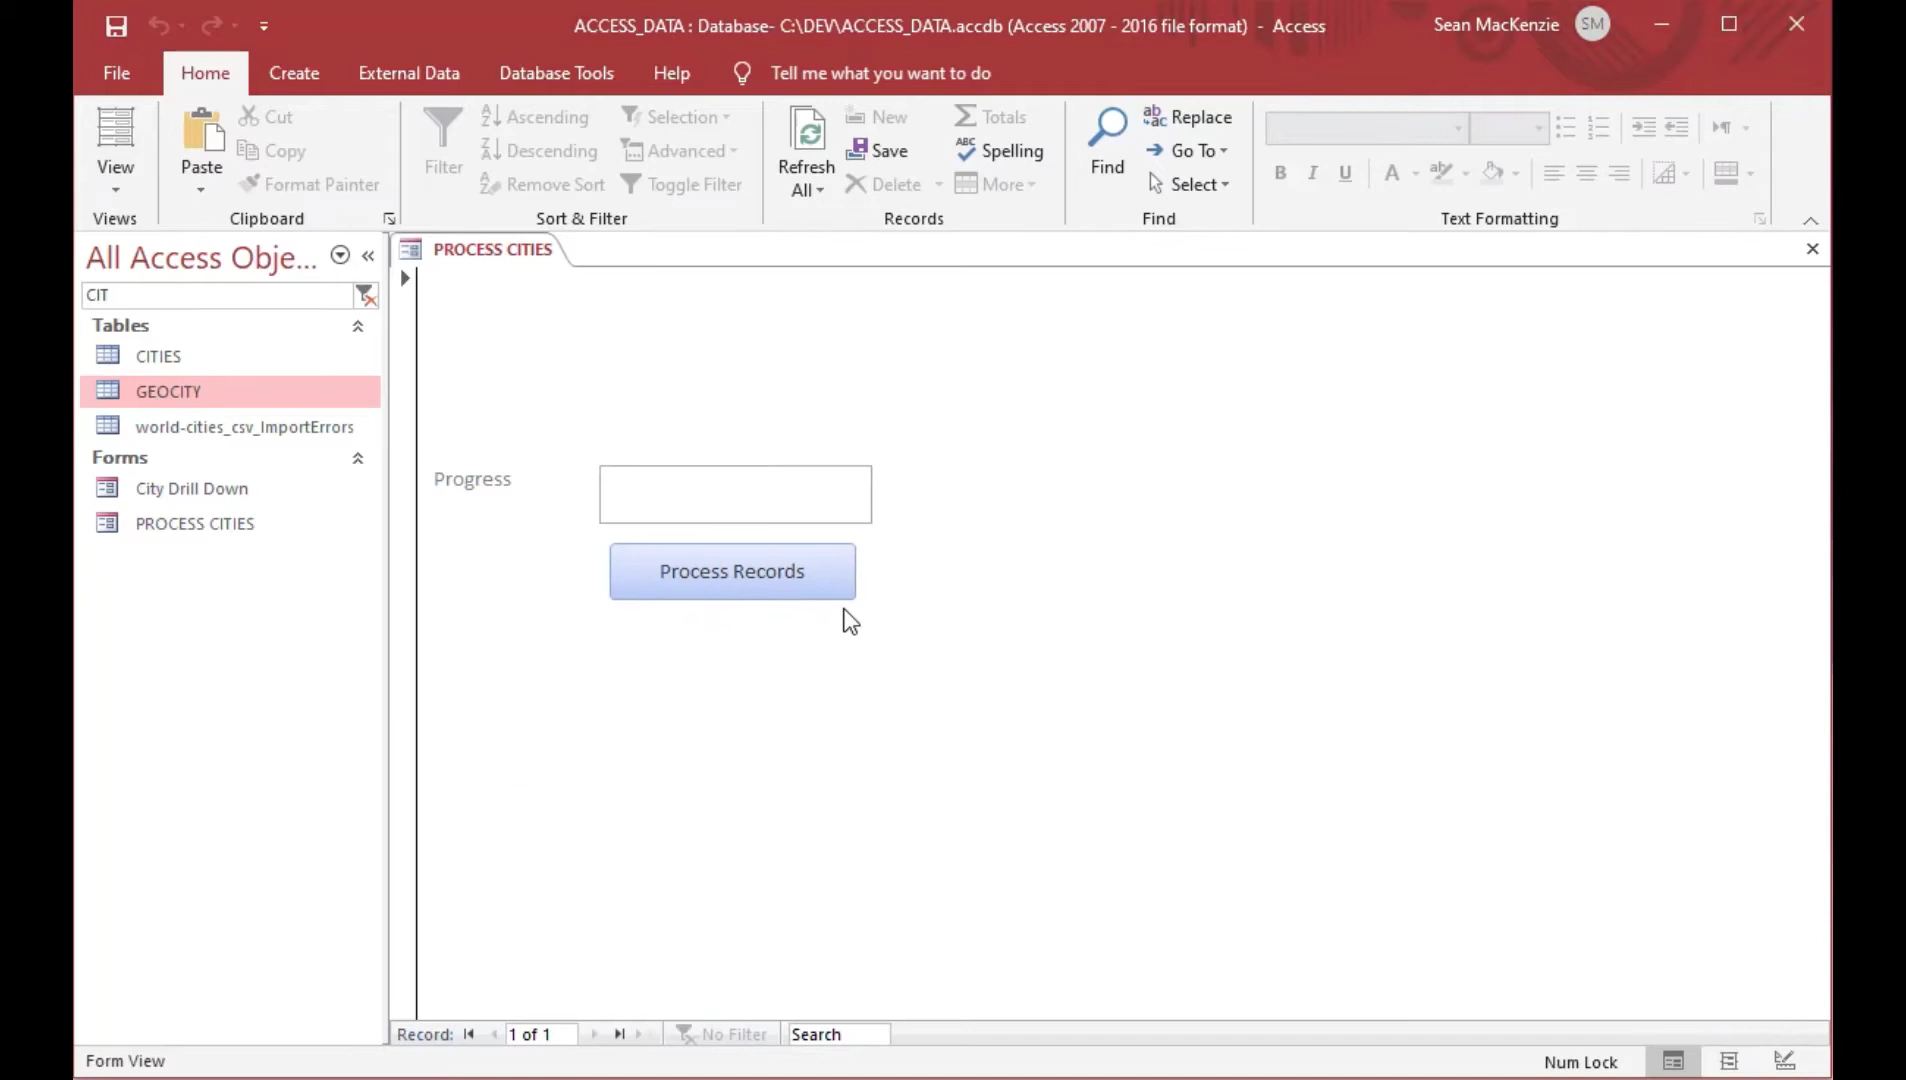 ACCESS_DATA : Database- C:\DEV\ACCESS_DATA.accdb (Access 2007 - 2016 file format) - Access
Sean MacKenzie
SM
File
Home
Create
External Data
Database Tools
Help
Tell me what you want to do
View
Views
Paste
Cut
Copy
Format Painter
Clipboard
Filter
Ascending
Descending
Remove Sort
Selection
Advanced
Toggle Filter
Sort & Filter
Refresh
All
New
Save
Delete
Totals
Spelling
More
Records
Find
Replace
Go To
Select
Find
B I U A
Text Formatting
All Access Obje...
CIT
Tables
CITIES
GEOCITY
world-cities_csv_ImportErrors
Forms
City Drill Down
PROCESS CITIES
PROCESS CITIES
Progress
Process Records
Record:
1 of 1
No Filter
Search
Form View
Num Lock